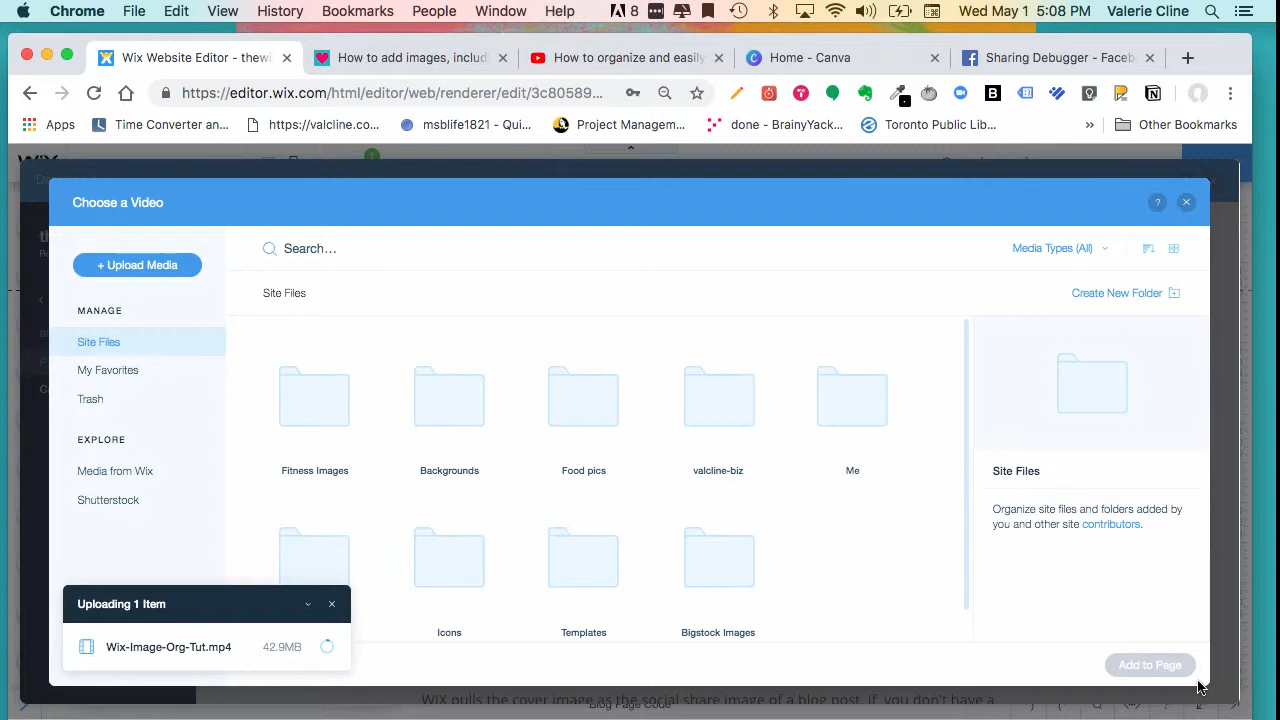 Chrome File Edit View History Bookmarks People Window Help 8 Wed May 1 5:08 PM Valerie Cline
Wix Website Editor - thew How to add images, includ How to organize and easily Home - Canva Sharing Debugger - Faceb
https://editor.wix.com/html/editor/web/renderer/edit/3c80589...
Apps Time Converter an... https://valcline.co... msblife1821 - Qui... Project Managem... done - BrainyYack... Toronto Public Lib... » Other Bookmarks
Choose a Video ?
+ Upload Media Search... Media Types (All)
MANAGE Site Files Create New Folder
Site Files
My Favorites
Trash
EXPLORE
Media from Wix
Shutterstock
Fitness Images Backgrounds Food pics valcline-biz Me
Icons Templates Bigstock Images
Site Files
Organize site files and folders added by
you and other site contributors.
Uploading 1 Item
Wix-Image-Org-Tut.mp4 42.9MB
Add to Page
WIX pulls the cover image as the social share image of a blog post. If you don't have a
Blog Page Code